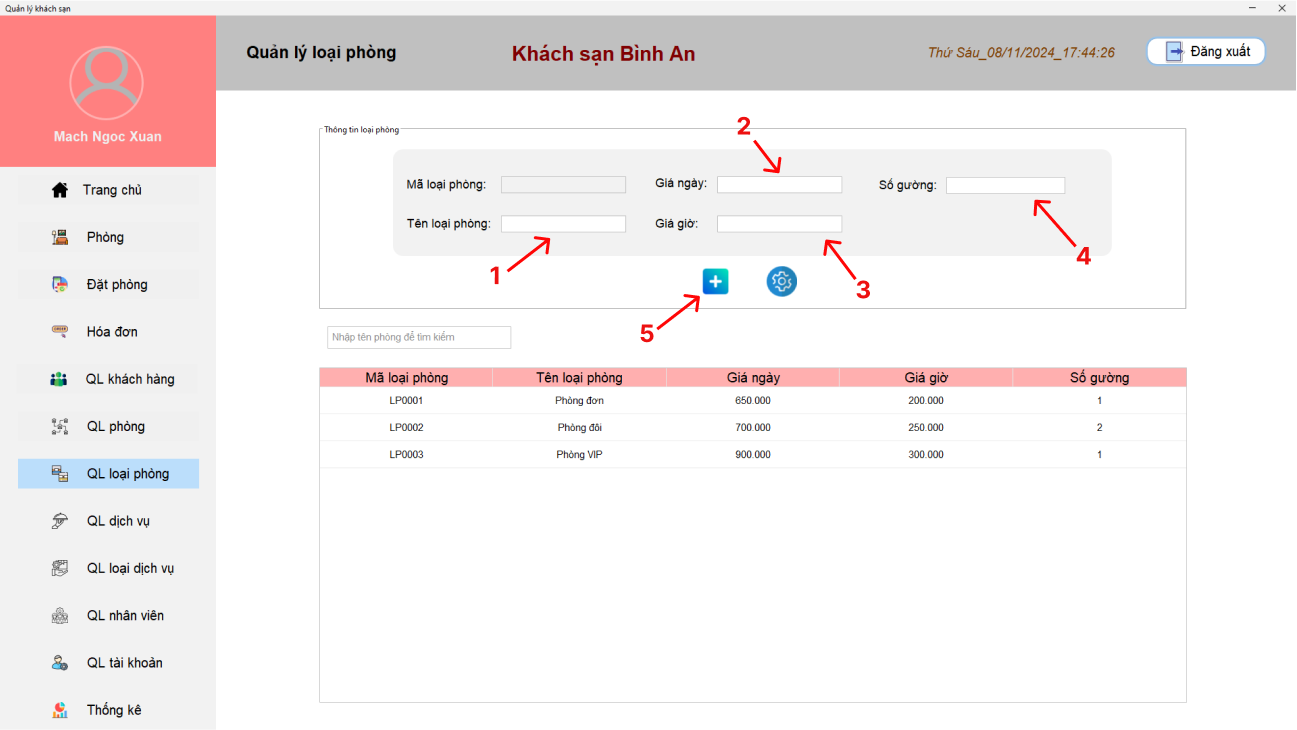 Quản lý khách sạn
Mach Ngoc Xuan
Quản lý loại phòng
Khách sạn Bình An
Thứ Sáu_08/11/2024_17:44:26
Đăng xuất
Trang chủ
Phòng
Đặt phòng
Hóa đơn
QL khách hàng
QL phòng
QL loại phòng
QL dịch vụ
QL loại dịch vụ
QL nhân viên
QL tài khoản
Thống kê
Thông tin loại phòng
2
Mã loại phòng:
Giá ngày:
Số gường:
Tên loại phòng:
Giá giờ:
1
3
4
5
Nhập tên phòng để tìm kiếm
Mã loại phòng Tên loại phòng Giá ngày Giá giờ Số gường
LP0001 Phòng đơn 650.000 200.000 1
LP0002 Phòng đôi 700.000 250.000 2
LP0003 Phòng VIP 900.000 300.000 1